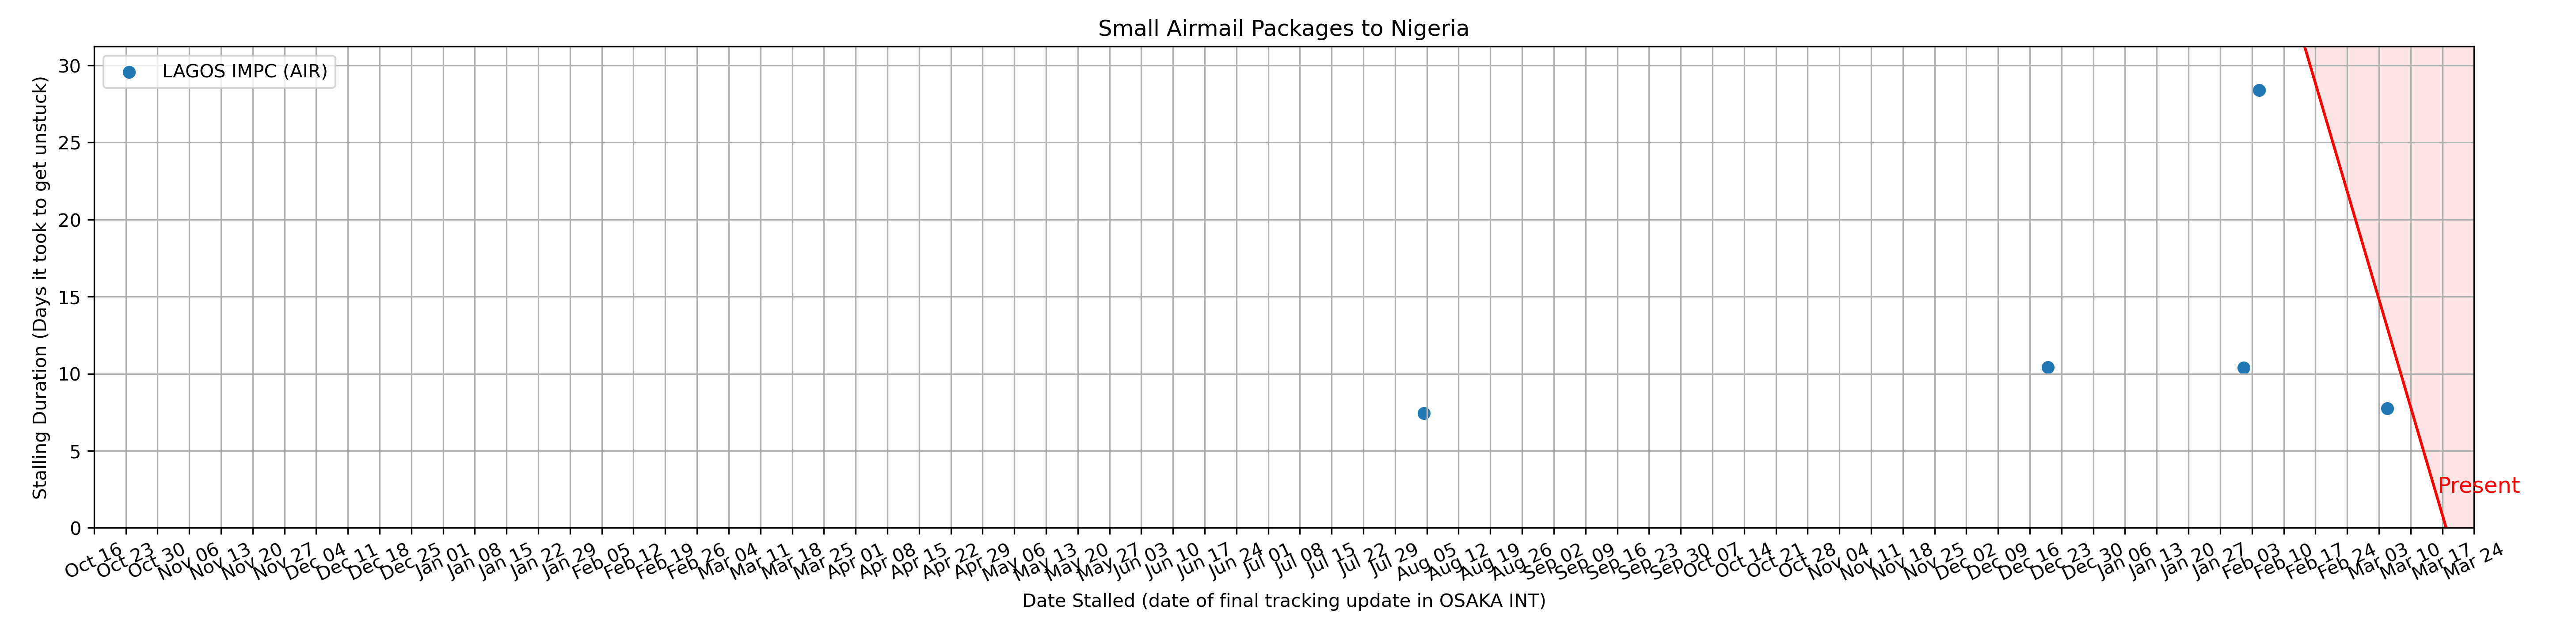 Small Airmail Packages to Nigeria
LAGOS IMPC (AIR)
Stalling Duration (Days it took to get unstuck)
30
25
20
15
10
5
0
Present
Oct 16
Oct 23
Oct 30
Nov 06
Nov 13
Nov 20
Nov 27
Dec 04
Dec 11
Dec 18
Dec 25
Jan 01
Jan 08
Jan 15
Jan 22
Jan 29
Feb 05
Feb 12
Feb 19
Feb 26
Mar 04
Mar 11
Mar 18
Mar 25
Apr 01
Apr 08
Apr 15
Apr 22
Apr 29
May 06
May 13
May 20
May 27
Jun 03
Jun 10
Jun 17
Jun 24
Jul 01
Jul 08
Jul 15
Jul 22
Jul 29
Aug 05
Aug 12
Aug 19
Aug 26
Sep 02
Sep 09
Sep 16
Sep 23
Sep 30
Oct 07
Oct 14
Oct 21
Oct 28
Nov 04
Nov 11
Nov 18
Nov 25
Dec 02
Dec 09
Dec 16
Dec 23
Dec 30
Jan 06
Jan 13
Jan 20
Jan 27
Feb 03
Feb 10
Feb 17
Feb 24
Mar 03
Mar 10
Mar 17
Mar 24
Date Stalled (date of final tracking update in OSAKA INT)